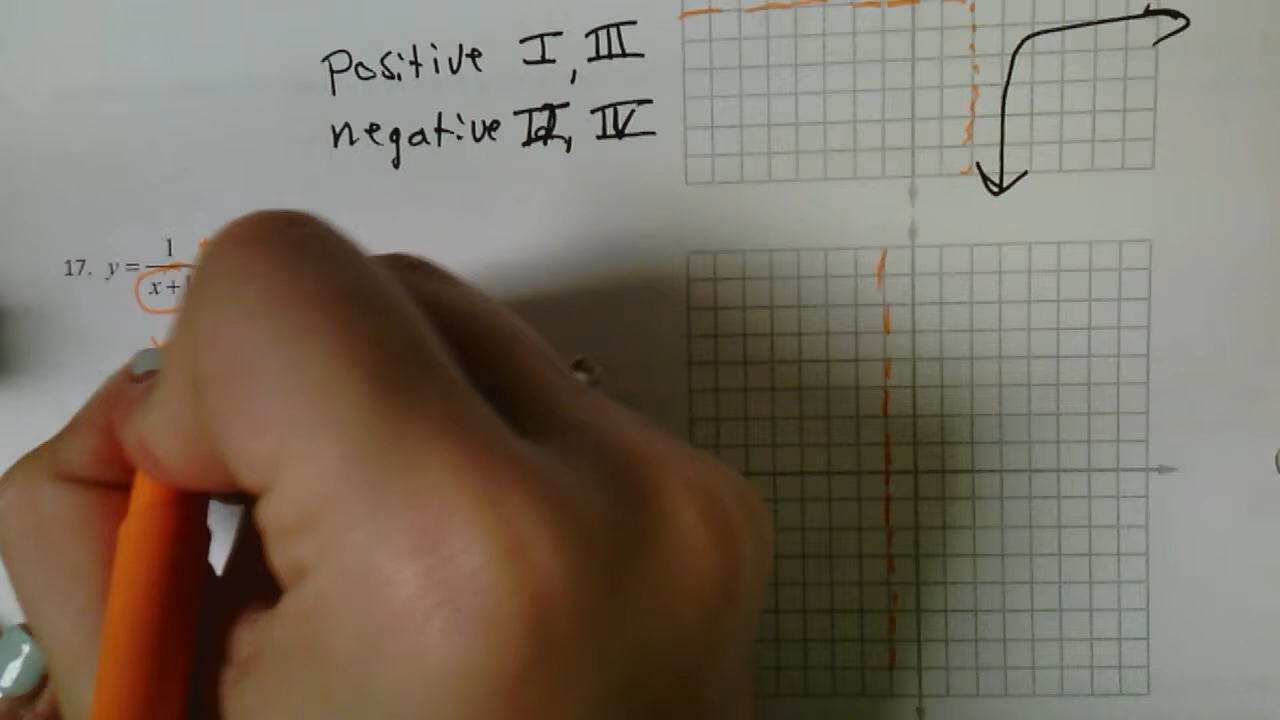 positive I, III
negative II, IV
17. y = 1
x +